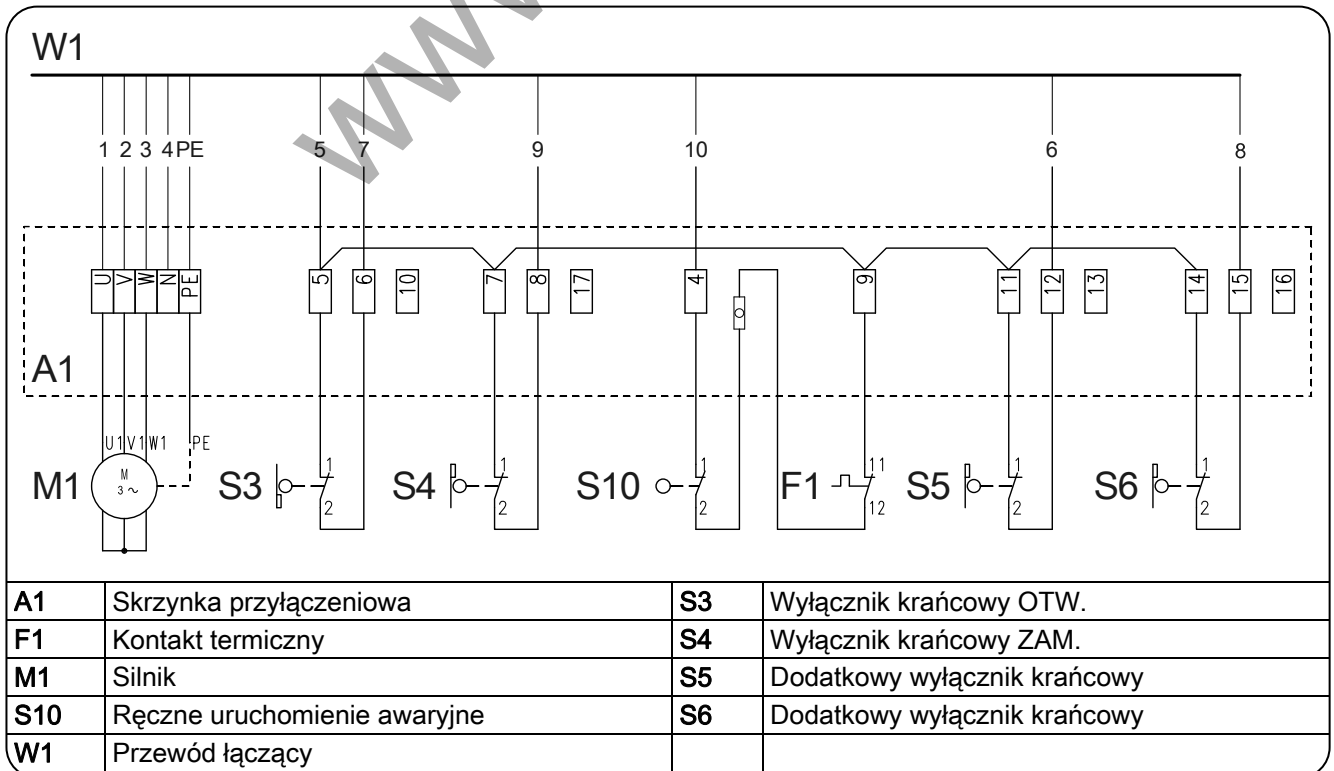 WW
W1
1 2 3 4 PE 5 7 9 10 6 8
U V W N PE 5 6 10 7 8 17 4 9 11 12 13 14 15 16
A1
U1 V1 W1 PE
1 1 1 11 1 1
M1 M 3 ~ S3 S4 S10 F1 S5 S6
2 2 2 12 2 2
A1 Skrzynka przyłączeniowa S3 Wyłącznik krańcowy OTW.
F1 Kontakt termiczny S4 Wyłącznik krańcowy ZAM.
M1 Silnik S5 Dodatkowy wyłącznik krańcowy
S10 Ręczne uruchomienie awaryjne S6 Dodatkowy wyłącznik krańcowy
W1 Przewód łączący